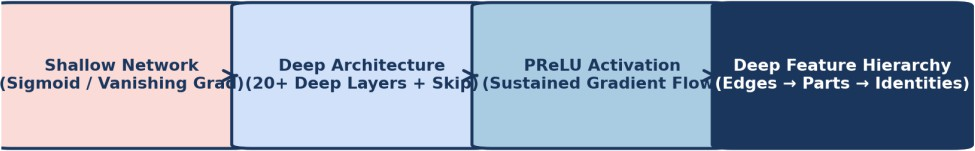 Shallow Network
(Sigmoid / Vanishing Grad)
Deep Architecture
(20+ Deep Layers + Skip)
PReLU Activation
(Sustained Gradient Flow
Deep Feature Hierarchy
(Edges → Parts → Identities)